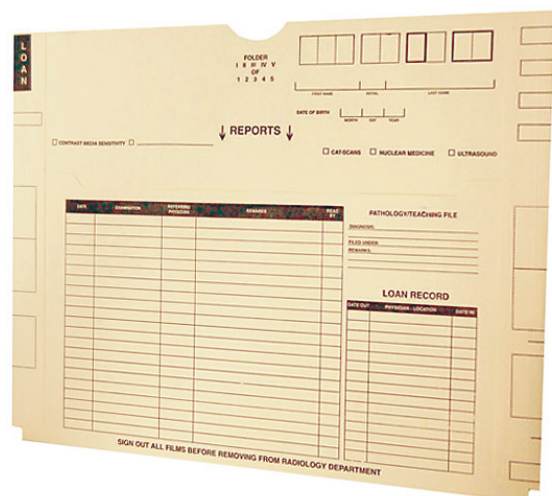 LOAN
FOLDER
I II III IV V
OF
1 2 3 4 5
FIRST NAME INITIAL LAST NAME
DATE OF BIRTH
MONTH DAY YEAR
↓ REPORTS ↓
CONTRAST MEDIA SENSITIVITY
CAT-SCANS NUCLEAR MEDICINE ULTRASOUND
DATE EXAMINATION REFERRING PHYSICIAN REMARKS READ BY
PATHOLOGY/TEACHING FILE
DIAGNOSIS:
FILED UNDER:
REMARKS:
LOAN RECORD
DATE OUT PHYSICIAN - LOCATION DATE IN
SIGN OUT ALL FILMS BEFORE REMOVING FROM RADIOLOGY DEPARTMENT